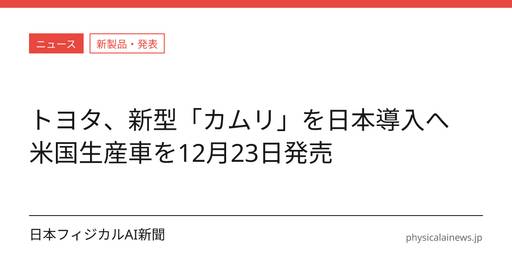 ニュース 新製品・発表
トヨタ、新型「カムリ」を日本導入へ
米国生産車を12月23日発売
日本フィジカルAI新聞
physicalainews.jp